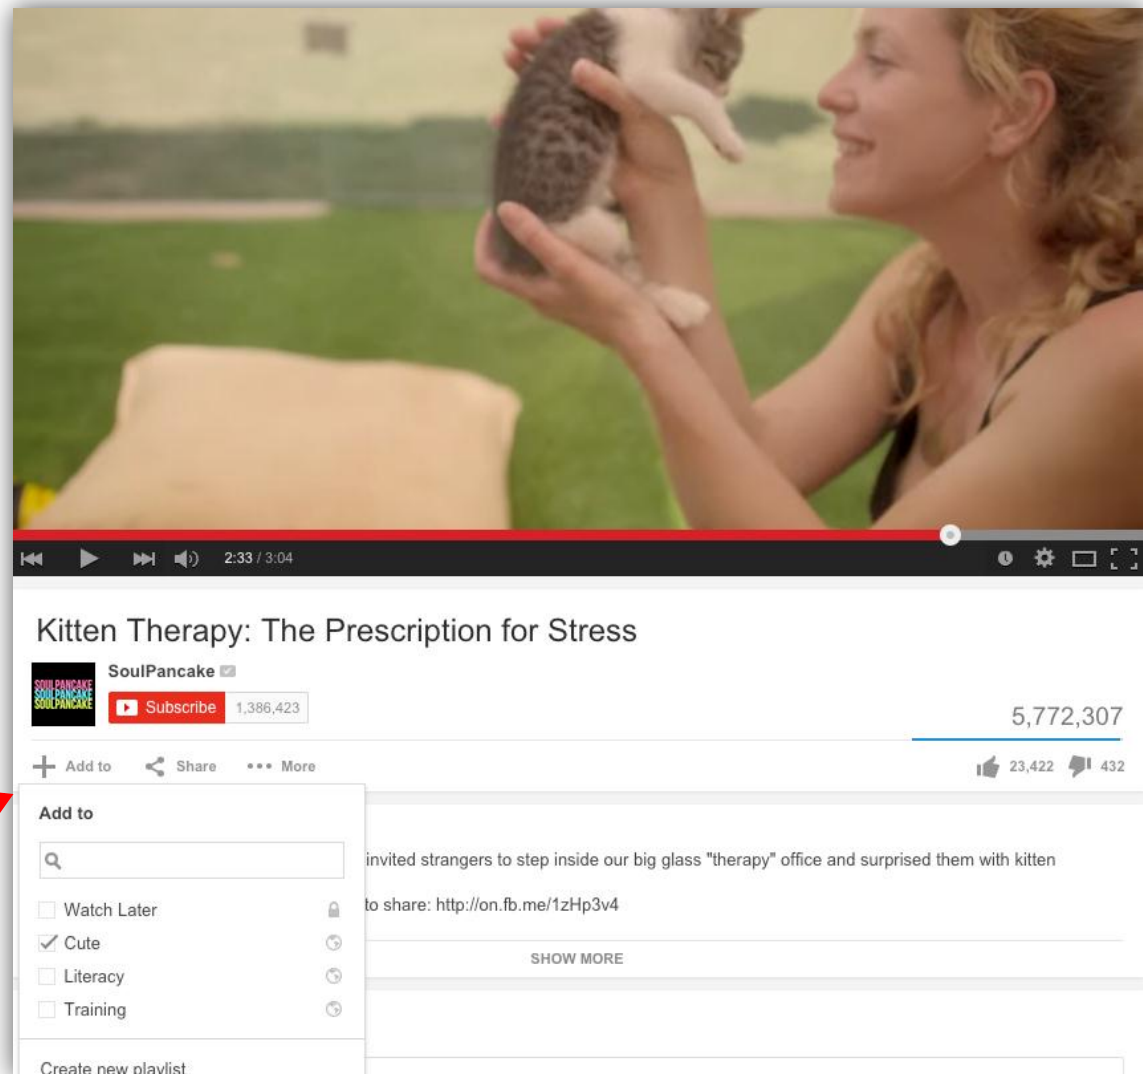 2:33 / 3:04
Kitten Therapy: The Prescription for Stress
SOULPANCAKE
SOULPANCAKE
SOULPANCAKE
SoulPancake
Subscribe 1,386,423
5,772,307
Add to Share ••• More
23,422 432
Add to
invited strangers to step inside our big glass "therapy" office and surprised them with kitten
Watch Later
to share: http://on.fb.me/1zHp3v4
Cute
SHOW MORE
Literacy
Training
Create new playlist